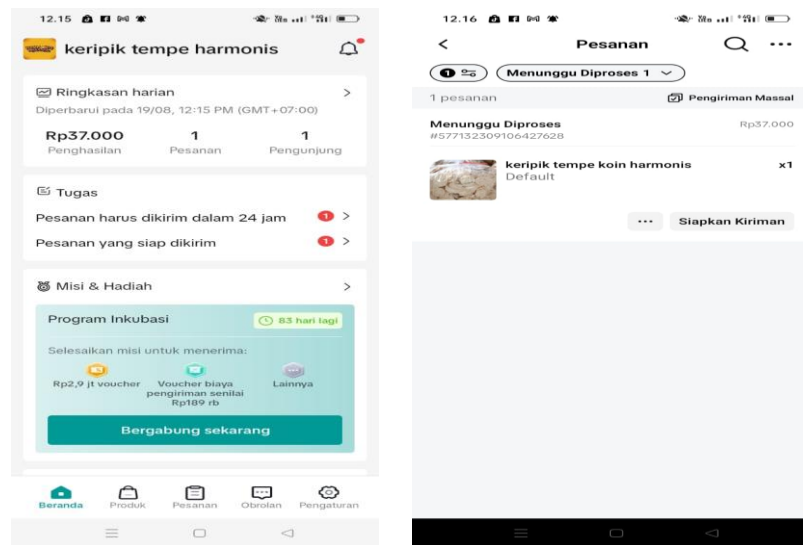 12.15
keripik tempe harmonis
Ringkasan harian
Diperbarui pada 19/08, 12:15 PM (GMT+07:00)
Rp37.000 1 1
Penghasilan Pesanan Pengunjung
Tugas
Pesanan harus dikirim dalam 24 jam 1
Pesanan yang siap dikirim 1
Misi & Hadiah
Program Inkubasi 83 hari lagi
Selesaikan misi untuk menerima:
Rp2,9 jt voucher Voucher biaya pengiriman senilai Rp189 rb Lainnya
Bergabung sekarang
Beranda Produk Pesanan Obrolan Pengaturan
12.16
Pesanan
1 Menunggu Diproses 1
1 pesanan Pengiriman Massal
Menunggu Diproses Rp37.000
#577132309106427628
keripik tempe koin harmonis x1
Default
Siapkan Kiriman